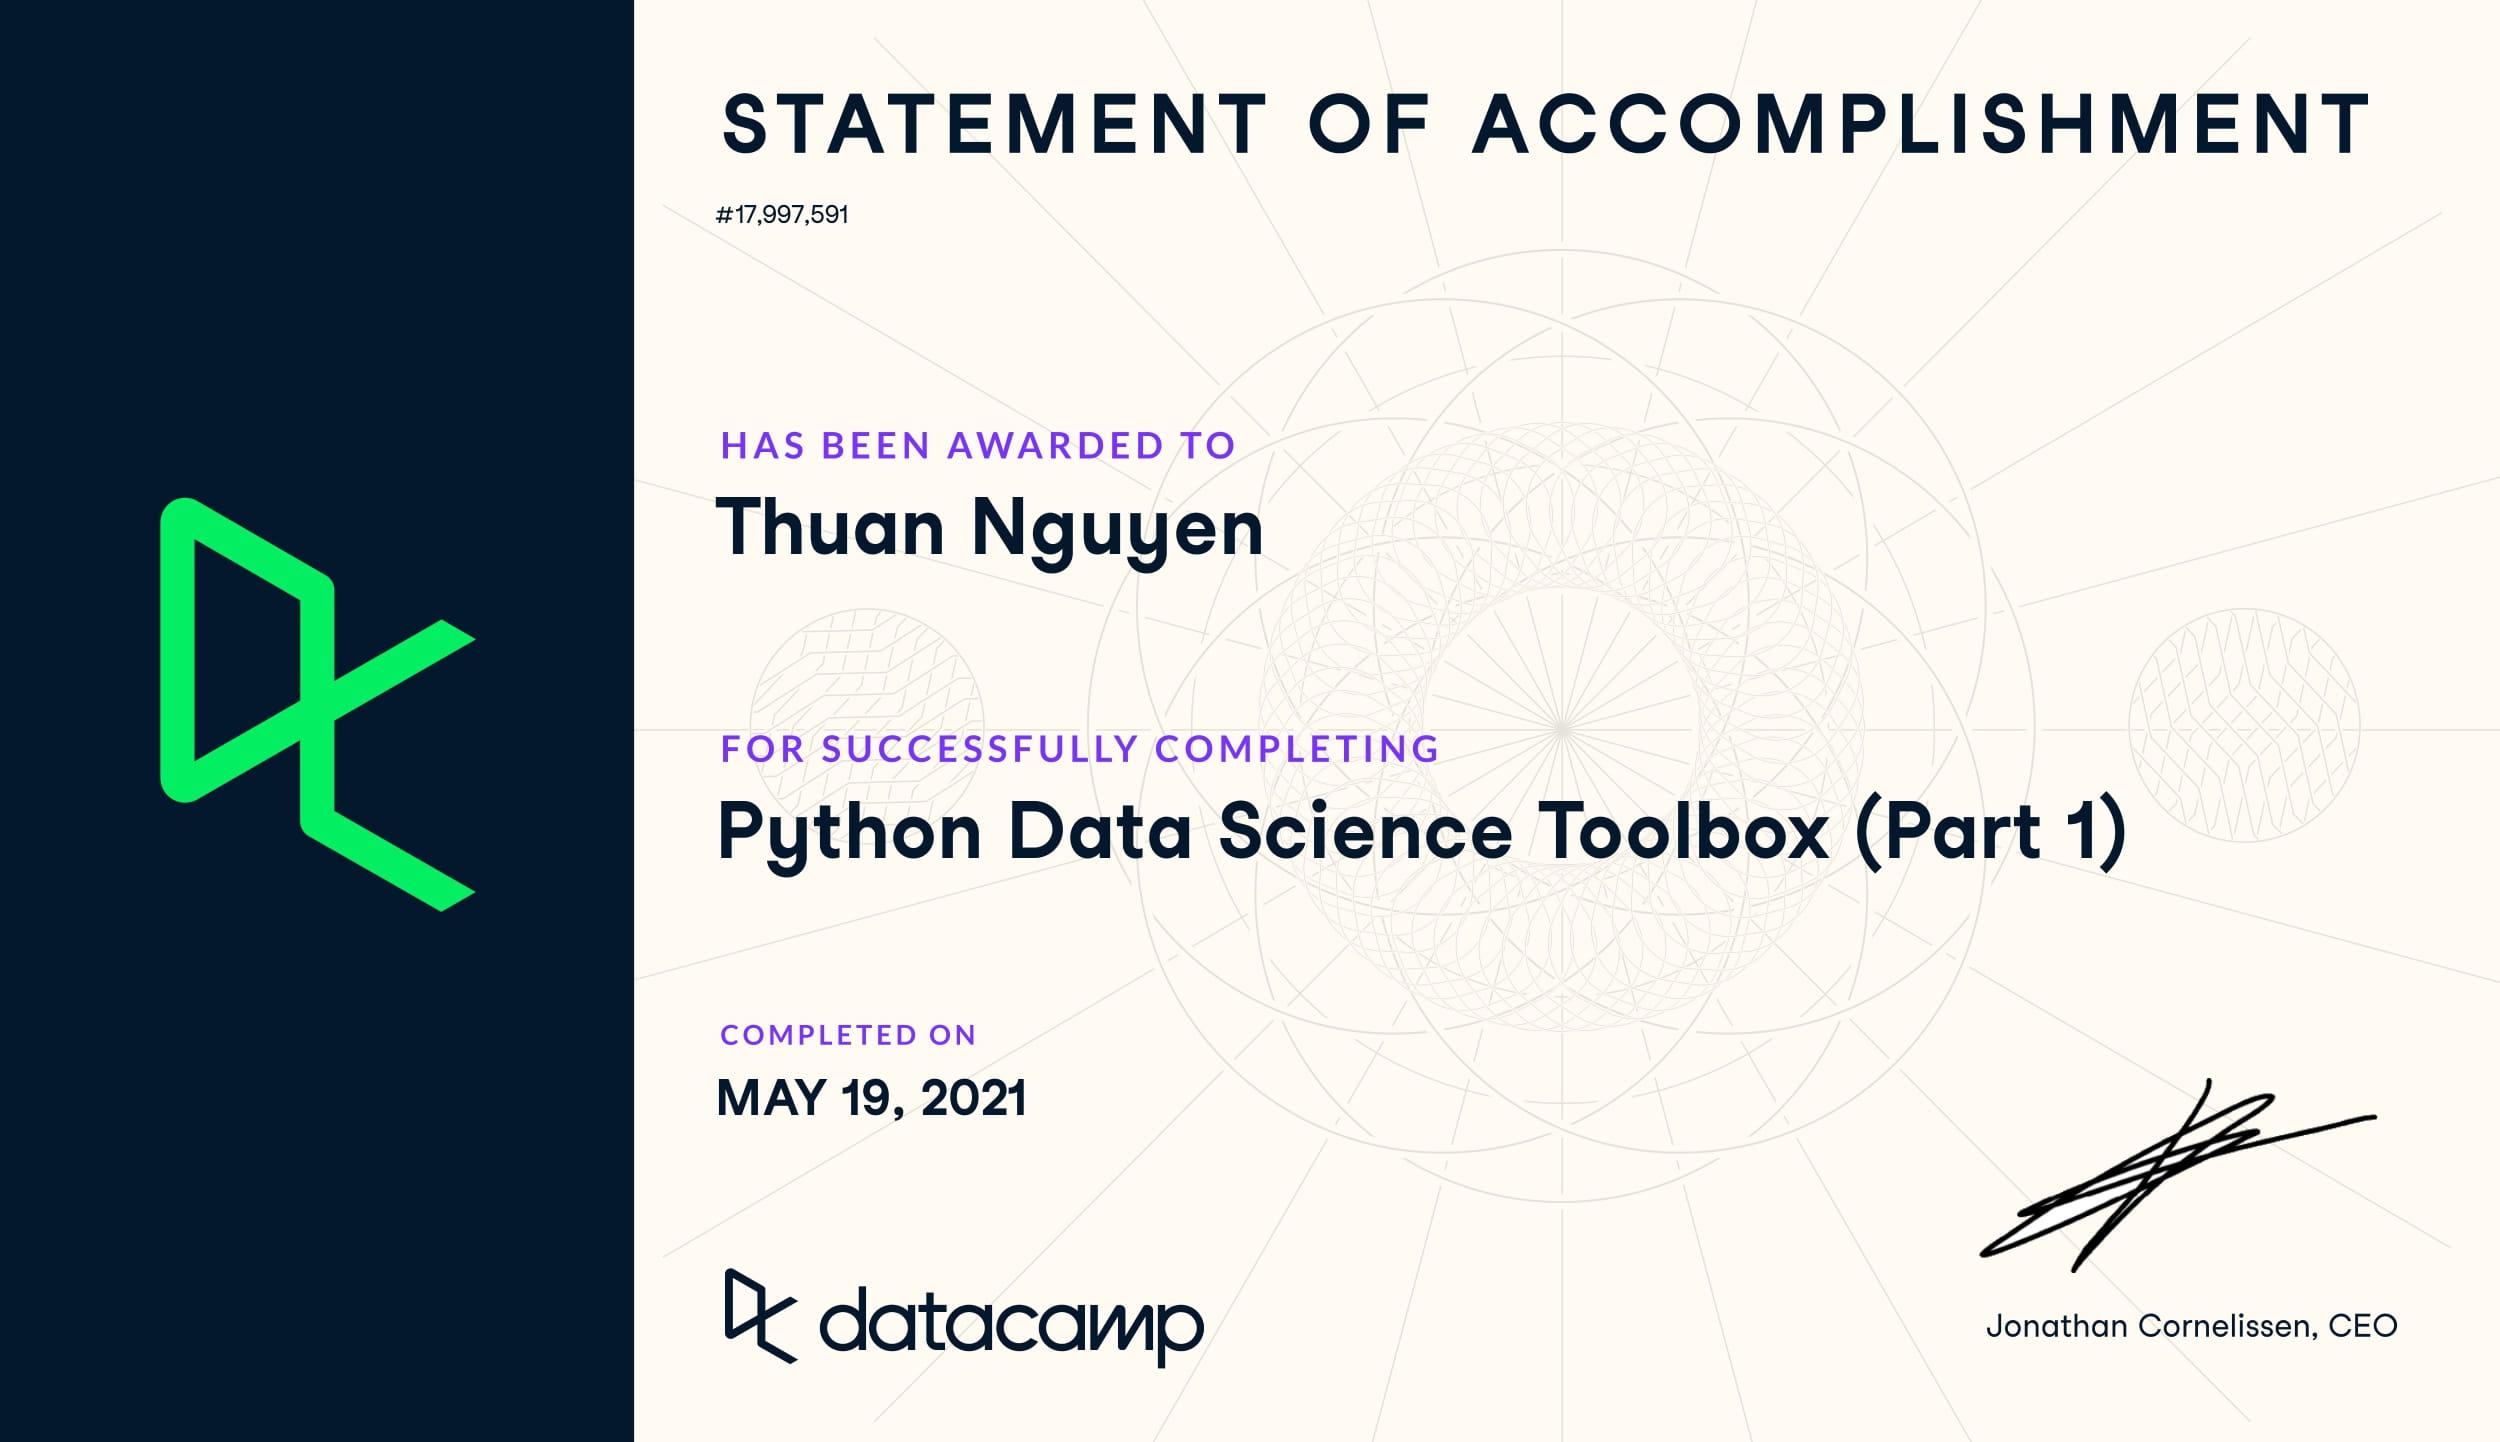 STATEMENT OF ACCOMPLISHMENT
#17,997,591
HAS BEEN AWARDED TO
Thuan Nguyen
FOR SUCCESSFULLY COMPLETING
Python Data Science Toolbox (Part 1)
COMPLETED ON
MAY 19, 2021
datacamp
Jonathan Cornelissen, CEO